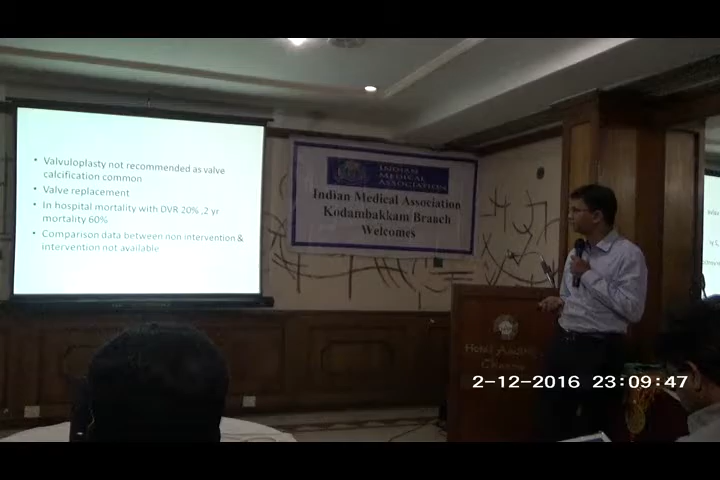 • Valvuloplasty not recommended as valve
calcification common
• Valve replacement
• In hospital mortality with DVR 20% ,2 yr
mortality 60%
• Comparison data between non intervention &
intervention not available
INDIAN
MEDICAL
ASSOCIATION
Indian Medical Association
Kodambakkam Branch
Welcomes
Hotel
2-12-2016 23:09:47